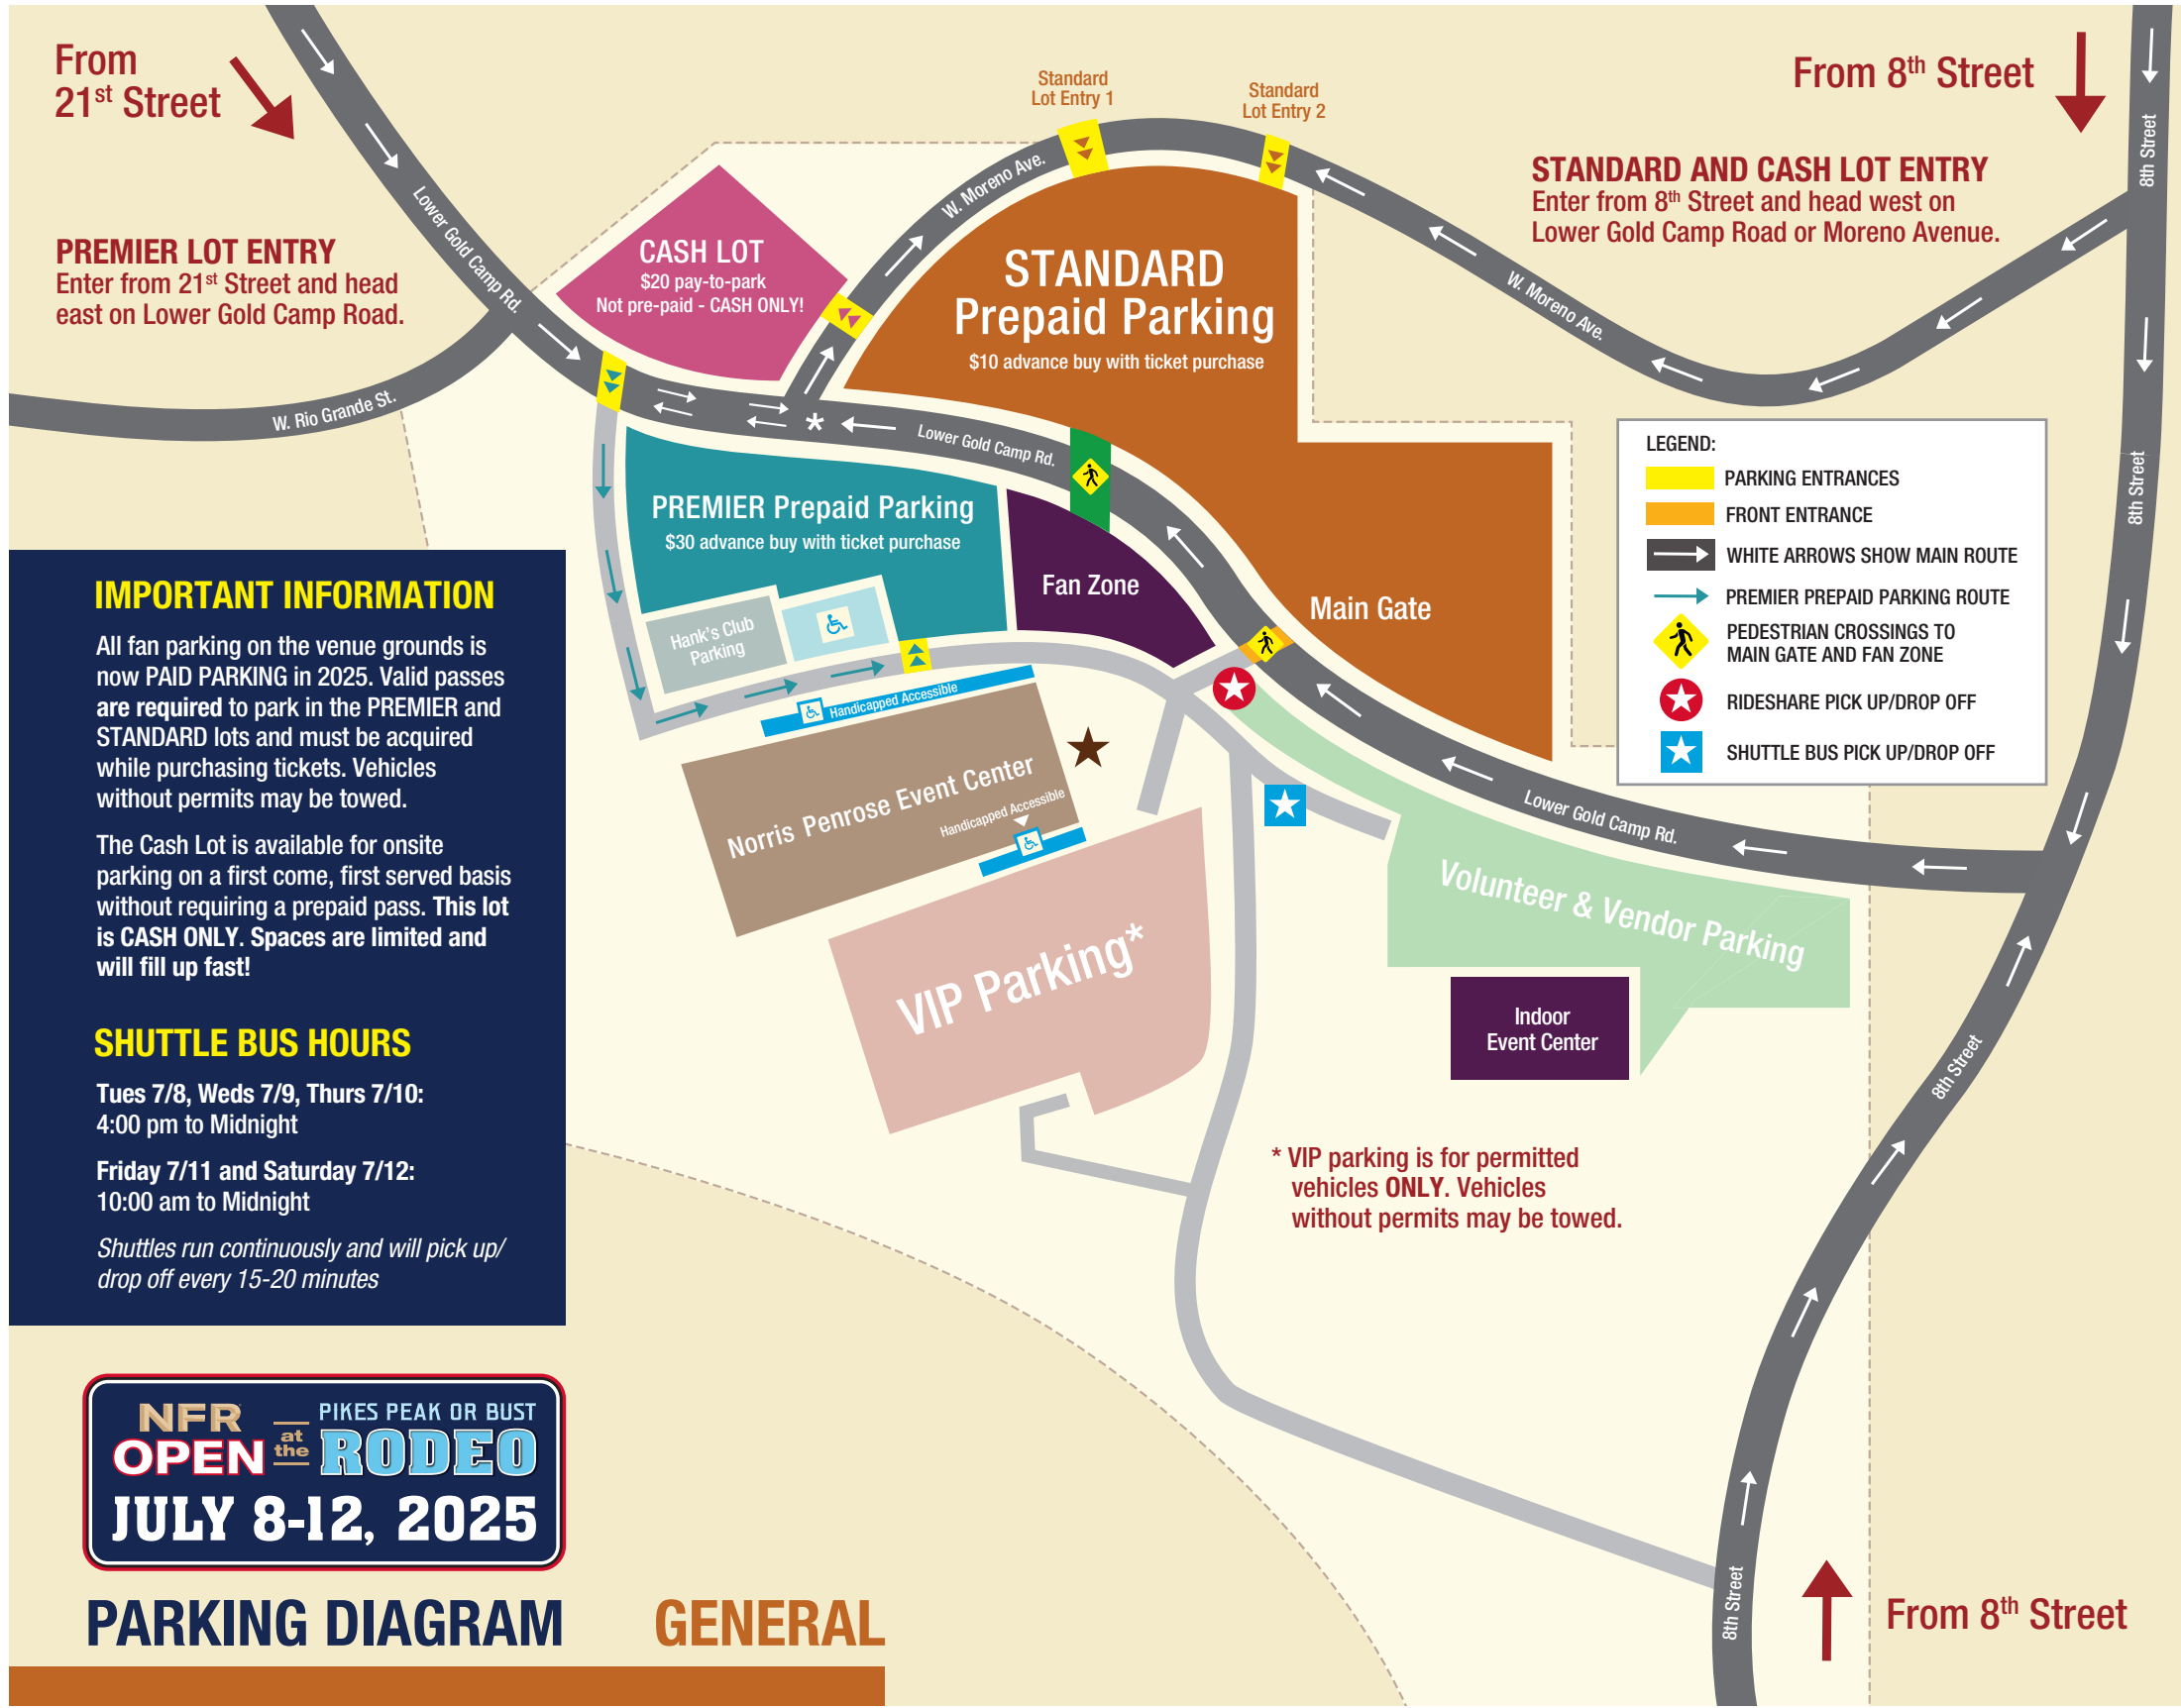 From
21st Street
PREMIER LOT ENTRY
Enter from 21st Street and head
east on Lower Gold Camp Road.
Standard
Lot Entry 1
Standard
Lot Entry 2
From 8th Street
STANDARD AND CASH LOT ENTRY
Enter from 8th Street and head west on
Lower Gold Camp Road or Moreno Avenue.
8th Street
Lower Gold Camp Rd.
W. Moreno Ave.
CASH LOT
$20 pay-to-park
Not pre-paid - CASH ONLY!
STANDARD
Prepaid Parking
$10 advance buy with ticket purchase
W. Moreno Ave.
W. Rio Grande St.
*
Lower Gold Camp Rd.
PREMIER Prepaid Parking
$30 advance buy with ticket purchase
Fan Zone
Main Gate
Hank's Club
Parking
Handicapped Accessible
Norris Penrose Event Center
Handicapped Accessible
VIP Parking*
Lower Gold Camp Rd.
Volunteer & Vendor Parking
Indoor
Event Center
LEGEND:
PARKING ENTRANCES
FRONT ENTRANCE
WHITE ARROWS SHOW MAIN ROUTE
PREMIER PREPAID PARKING ROUTE
PEDESTRIAN CROSSINGS TO
MAIN GATE AND FAN ZONE
RIDESHARE PICK UP/DROP OFF
SHUTTLE BUS PICK UP/DROP OFF
8th Street
8th Street
8th Street
* VIP parking is for permitted
vehicles ONLY. Vehicles
without permits may be towed.
From 8th Street
IMPORTANT INFORMATION
All fan parking on the venue grounds is
now PAID PARKING in 2025. Valid passes
are required to park in the PREMIER and
STANDARD lots and must be acquired
while purchasing tickets. Vehicles
without permits may be towed.
The Cash Lot is available for onsite
parking on a first come, first served basis
without requiring a prepaid pass. This lot
is CASH ONLY. Spaces are limited and
will fill up fast!
SHUTTLE BUS HOURS
Tues 7/8, Weds 7/9, Thurs 7/10:
4:00 pm to Midnight
Friday 7/11 and Saturday 7/12:
10:00 am to Midnight
Shuttles run continuously and will pick up/
drop off every 15-20 minutes
NFR
OPEN
at
the
PIKES PEAK OR BUST
RODEO
JULY 8-12, 2025
PARKING DIAGRAM
GENERAL